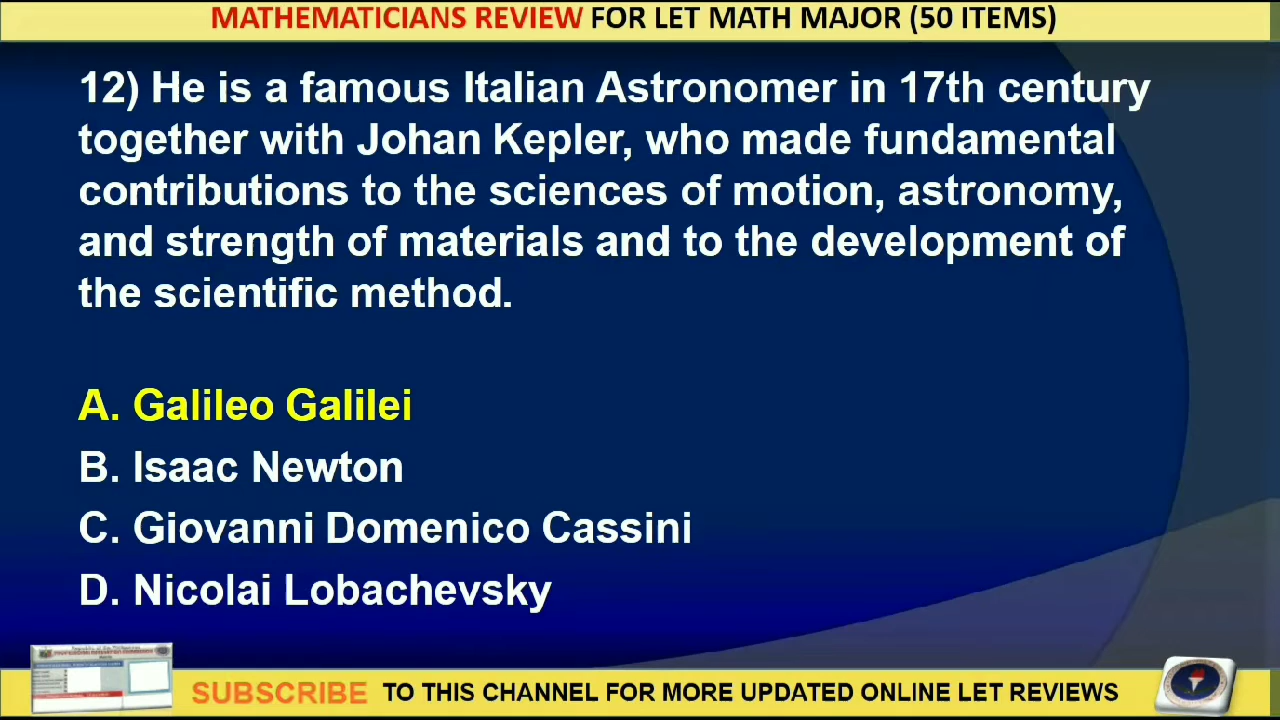 MATHEMATICIANS REVIEW FOR LET MATH MAJOR (50 ITEMS)
12) He is a famous Italian Astronomer in 17th century
together with Johan Kepler, who made fundamental
contributions to the sciences of motion, astronomy,
and strength of materials and to the development of
the scientific method.
A. Galileo Galilei
B. Isaac Newton
C. Giovanni Domenico Cassini
D. Nicolai Lobachevsky
SUBSCRIBE TO THIS CHANNEL FOR MORE UPDATED ONLINE LET REVIEWS